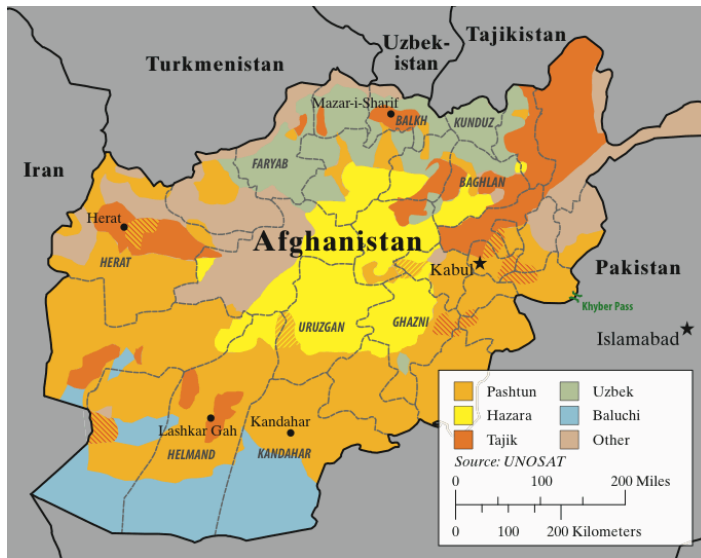 Tajikistan
Uzbek-
istan
Turkmenistan
Mazar-i-Sharif
BALKH
KUNDUZ
FARYAB
BAGHLAN
Iran
Herat
Afghanistan
HERAT
Kabul
Pakistan
Khyber Pass
URUZGAN
GHAZNI
Islamabad
Lashkar Gah
Kandahar
HELMAND
KANDAHAR
Pashtun
Uzbek
Hazara
Baluchi
Tajik
Other
Source: UNOSAT
0 100 200 Miles
0 100 200 Kilometers